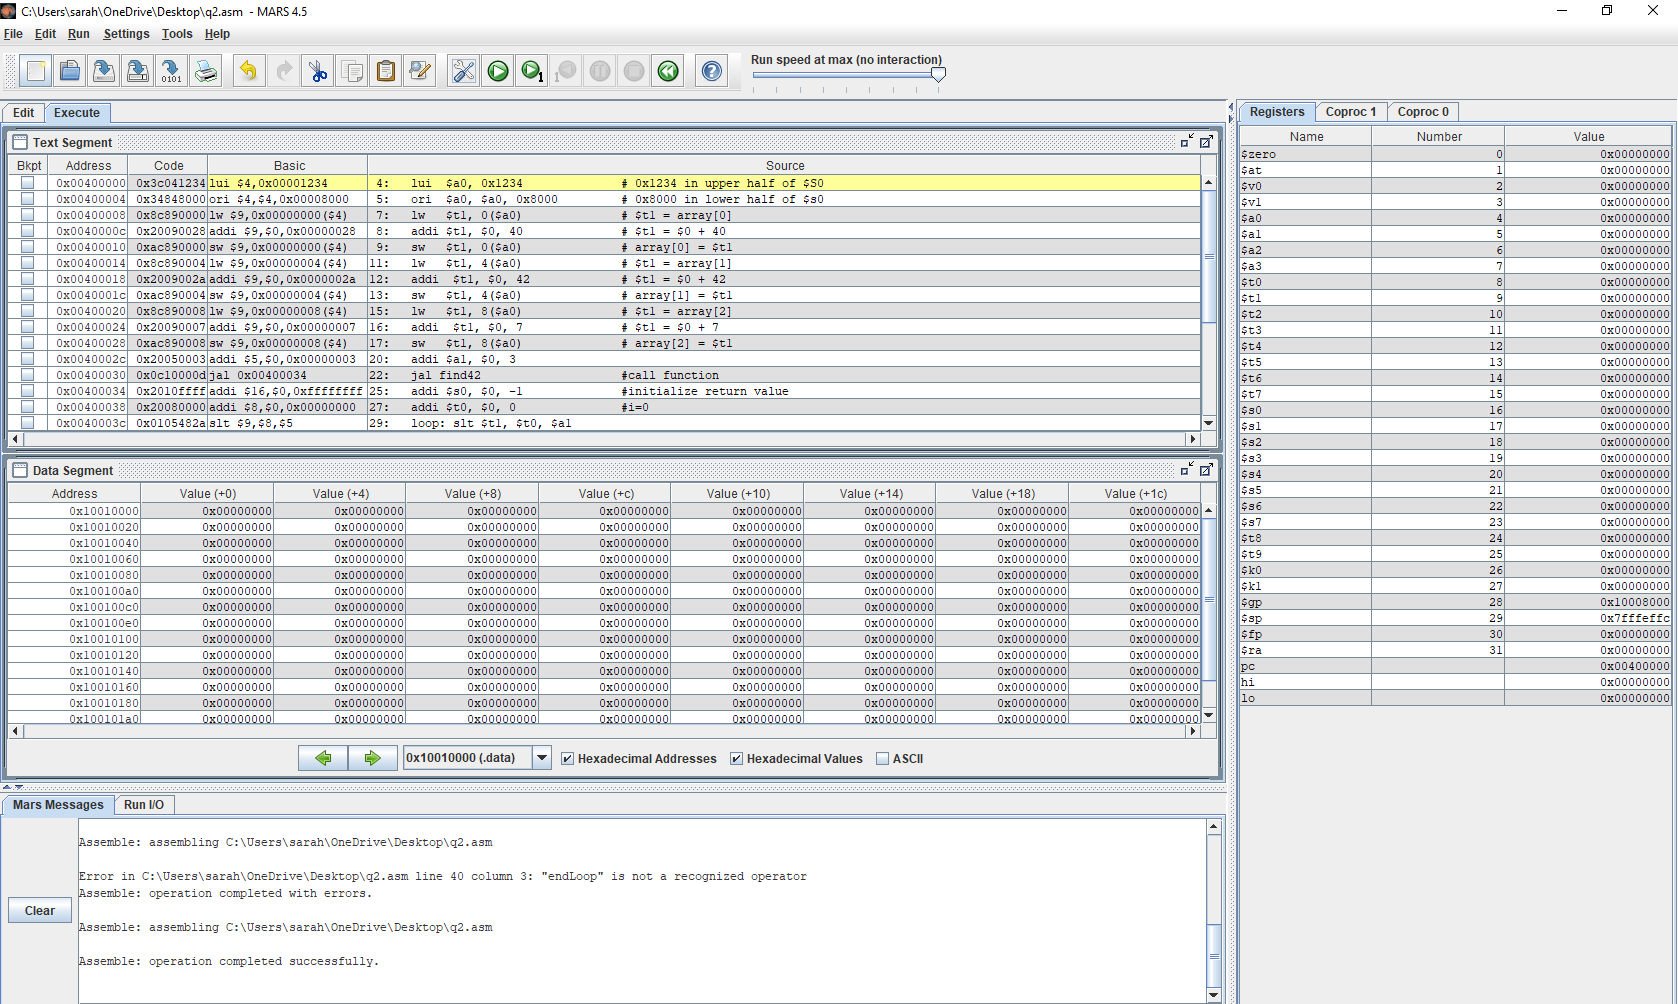 C:\Users\sarah\OneDrive\Desktop\q2.asm - MARS 4.5
File Edit Run Settings Tools Help
Run speed at max (no interaction)
Edit Execute
Text Segment
Bkpt Address Code Basic Source
0x00400000 0x3c041234 lui $4,0x00001234 4: lui $a0, 0x1234 # 0x1234 in upper half of $S0
0x00400004 0x34848000 ori $4,$4,0x00008000 5: ori $a0, $a0, 0x8000 # 0x8000 in lower half of $s0
0x00400008 0x8c890000 lw $9,0x00000000($4) 7: lw $t1, 0($a0) # $t1 = array[0]
0x0040000c 0x20090028 addi $9,$0,0x00000028 8: addi $t1, $0, 40 # $t1 = $0 + 40
0x00400010 0xac890000 sw $9,0x00000000($4) 9: sw $t1, 0($a0) # array[0] = $t1
0x00400014 0x8c890004 lw $9,0x00000004($4) 11: lw $t1, 4($a0) # $t1 = array[1]
0x00400018 0x2009002a addi $9,$0,0x0000002a 12: addi $t1, $0, 42 # $t1 = $0 + 42
0x0040001c 0xac890004 sw $9,0x00000004($4) 13: sw $t1, 4($a0) # array[1] = $t1
0x00400020 0x8c890008 lw $9,0x00000008($4) 15: lw $t1, 8($a0) # $t1 = array[2]
0x00400024 0x20090007 addi $9,$0,0x00000007 16: addi $t1, $0, 7 # $t1 = $0 + 7
0x00400028 0xac890008 sw $9,0x00000008($4) 17: sw $t1, 8($a0) # array[2] = $t1
0x0040002c 0x20050003 addi $5,$0,0x00000003 20: addi $a1, $0, 3
0x00400030 0x0c10000d jal 0x00400034 22: jal find42 #call function
0x00400034 0x2010ffff addi $16,$0,0xffffffff 25: addi $s0, $0, -1 #initialize return value
0x00400038 0x20080000 addi $8,$0,0x00000000 27: addi $t0, $0, 0 #i=0
0x0040003c 0x0105482a slt $9,$8,$5 29: loop: slt $t1, $t0, $a1
Data Segment
Address Value (+0) Value (+4) Value (+8) Value (+c) Value (+10) Value (+14) Value (+18) Value (+1c)
0x10010000 0x00000000 0x00000000 0x00000000 0x00000000 0x00000000 0x00000000 0x00000000 0x00000000
0x10010020 0x00000000 0x00000000 0x00000000 0x00000000 0x00000000 0x00000000 0x00000000 0x00000000
0x10010040 0x00000000 0x00000000 0x00000000 0x00000000 0x00000000 0x00000000 0x00000000 0x00000000
0x10010060 0x00000000 0x00000000 0x00000000 0x00000000 0x00000000 0x00000000 0x00000000 0x00000000
0x10010080 0x00000000 0x00000000 0x00000000 0x00000000 0x00000000 0x00000000 0x00000000 0x00000000
0x100100a0 0x00000000 0x00000000 0x00000000 0x00000000 0x00000000 0x00000000 0x00000000 0x00000000
0x100100c0 0x00000000 0x00000000 0x00000000 0x00000000 0x00000000 0x00000000 0x00000000 0x00000000
0x100100e0 0x00000000 0x00000000 0x00000000 0x00000000 0x00000000 0x00000000 0x00000000 0x00000000
0x10010100 0x00000000 0x00000000 0x00000000 0x00000000 0x00000000 0x00000000 0x00000000 0x00000000
0x10010120 0x00000000 0x00000000 0x00000000 0x00000000 0x00000000 0x00000000 0x00000000 0x00000000
0x10010140 0x00000000 0x00000000 0x00000000 0x00000000 0x00000000 0x00000000 0x00000000 0x00000000
0x10010160 0x00000000 0x00000000 0x00000000 0x00000000 0x00000000 0x00000000 0x00000000 0x00000000
0x10010180 0x00000000 0x00000000 0x00000000 0x00000000 0x00000000 0x00000000 0x00000000 0x00000000
0x100101a0 0x00000000 0x00000000 0x00000000 0x00000000 0x00000000 0x00000000 0x00000000 0x00000000
0x10010000 (.data) Hexadecimal Addresses Hexadecimal Values ASCII
Mars Messages Run I/O
Assemble: assembling C:\Users\sarah\OneDrive\Desktop\q2.asm
Error in C:\Users\sarah\OneDrive\Desktop\q2.asm line 40 column 3: "endLoop" is not a recognized operator
Assemble: operation completed with errors.
Clear
Assemble: assembling C:\Users\sarah\OneDrive\Desktop\q2.asm
Assemble: operation completed successfully.
Registers Coproc 1 Coproc 0
Name Number Value
$zero 0 0x00000000
$at 1 0x00000000
$v0 2 0x00000000
$v1 3 0x00000000
$a0 4 0x00000000
$a1 5 0x00000000
$a2 6 0x00000000
$a3 7 0x00000000
$t0 8 0x00000000
$t1 9 0x00000000
$t2 10 0x00000000
$t3 11 0x00000000
$t4 12 0x00000000
$t5 13 0x00000000
$t6 14 0x00000000
$t7 15 0x00000000
$s0 16 0x00000000
$s1 17 0x00000000
$s2 18 0x00000000
$s3 19 0x00000000
$s4 20 0x00000000
$s5 21 0x00000000
$s6 22 0x00000000
$s7 23 0x00000000
$t8 24 0x00000000
$t9 25 0x00000000
$k0 26 0x00000000
$k1 27 0x00000000
$gp 28 0x10008000
$sp 29 0x7fffeffc
$fp 30 0x00000000
$ra 31 0x00000000
pc 0x00400000
hi 0x00000000
lo 0x00000000